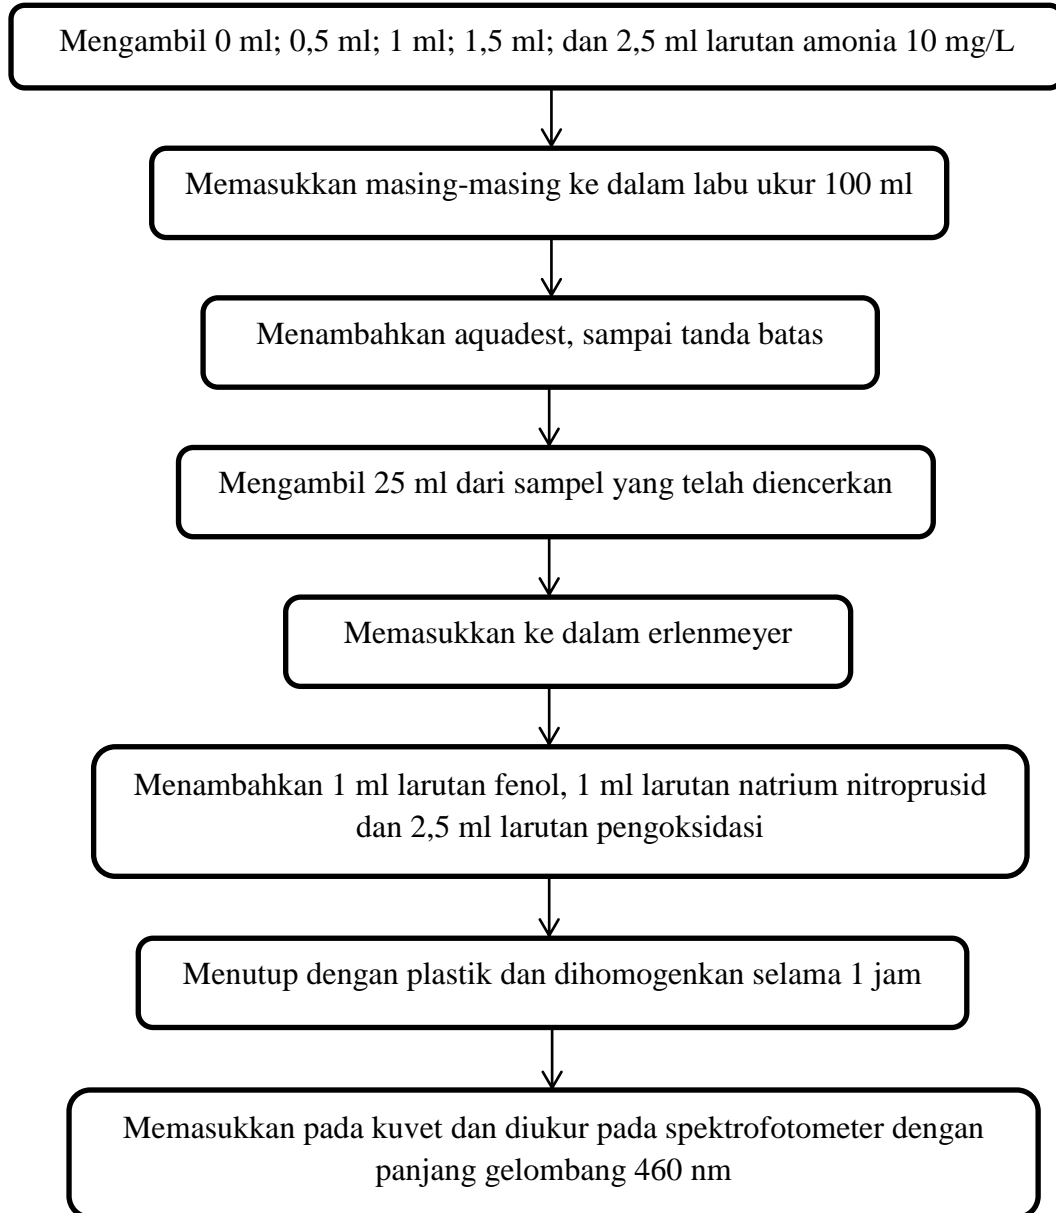 Mengambil 0 ml; 0,5 ml; 1 ml; 1,5 ml; dan 2,5 ml larutan amonia 10 mg/L
Memasukkan masing-masing ke dalam labu ukur 100 ml
Menambahkan aquadest, sampai tanda batas
Mengambil 25 ml dari sampel yang telah diencerkan
Memasukkan ke dalam erlenmeyer
Menambahkan 1 ml larutan fenol, 1 ml larutan natrium nitroprusid
dan 2,5 ml larutan pengoksidasi
Menutup dengan plastik dan dihomogenkan selama 1 jam
Memasukkan pada kuvet dan diukur pada spektrofotometer dengan
panjang gelombang 460 nm